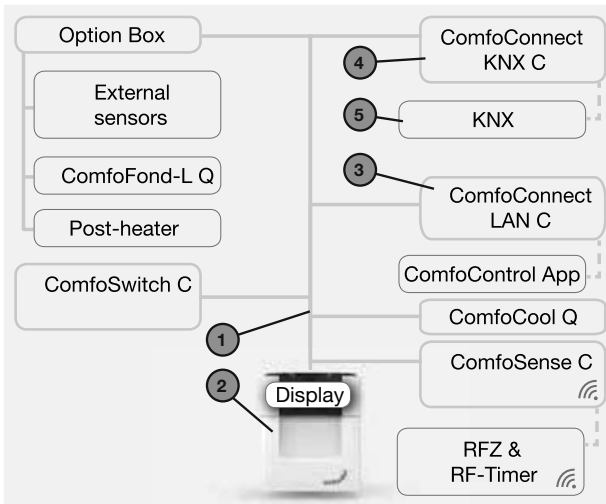 Option Box
ComfoConnect
KNX C
4
External
sensors
5
KNX
3
ComfoFond-L Q
ComfoConnect
LAN C
Post-heater
ComfoControl App
ComfoSwitch C
ComfoCool Q
1
ComfoSense C
2
Display
RFZ &
RF-Timer